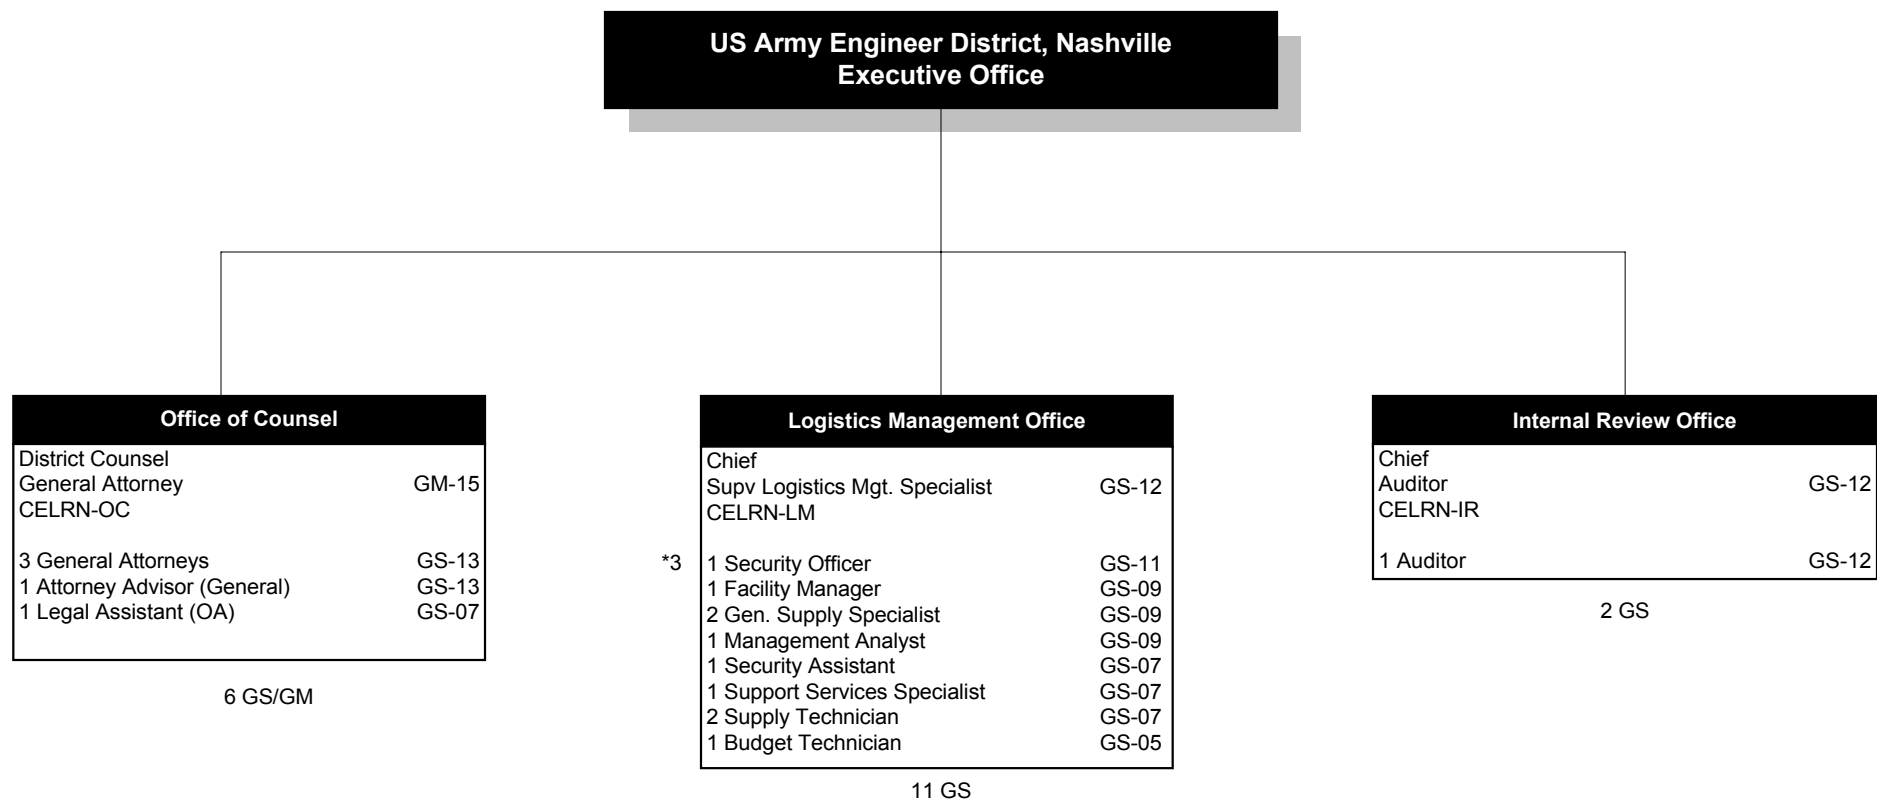 US Army Engineer District, Nashville
Executive Office
Office of Counsel
District Counsel
General Attorney GM-15
CELRN-OC
3 General Attorneys GS-13
1 Attorney Advisor (General) GS-13
1 Legal Assistant (OA) GS-07
6 GS/GM
Logistics Management Office
Chief
Supv Logistics Mgt. Specialist GS-12
CELRN-LM
*3 1 Security Officer GS-11
1 Facility Manager GS-09
2 Gen. Supply Specialist GS-09
1 Management Analyst GS-09
1 Security Assistant GS-07
1 Support Services Specialist GS-07
2 Supply Technician GS-07
1 Budget Technician GS-05
11 GS
Internal Review Office
Chief
Auditor GS-12
CELRN-IR
1 Auditor GS-12
2 GS